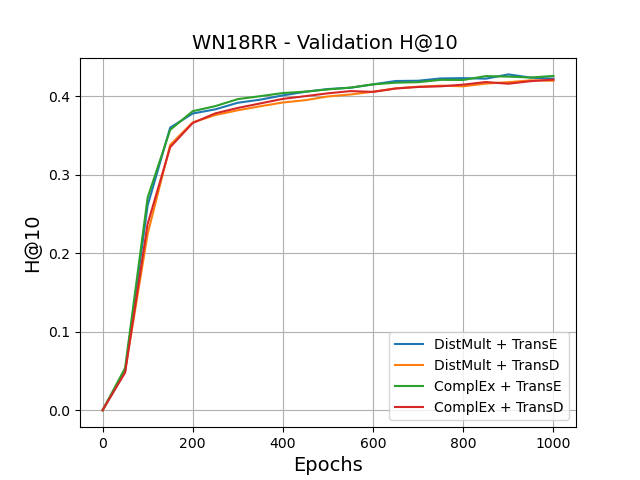 WN18RR - Validation H@10
H@10
0.4
0.3
0.2
0.1
0.0
0
200
400
600
800
1000
Epochs
DistMult + TransE
DistMult + TransD
ComplEx + TransE
ComplEx + TransD